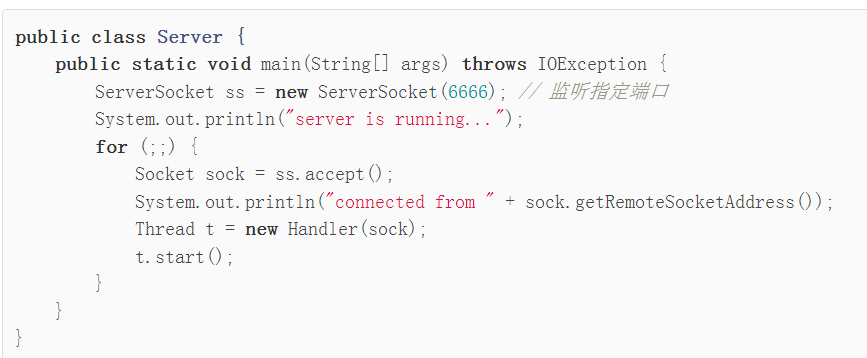 public class Server {
    public static void main(String[] args) throws IOException {
        ServerSocket ss = new ServerSocket(6666); // 监听指定端口
        System.out.println("server is running...");
        for (;;) {
            Socket sock = ss.accept();
            System.out.println("connected from " + sock.getRemoteSocketAddress());
            Thread t = new Handler(sock);
            t.start();
        }
    }
}